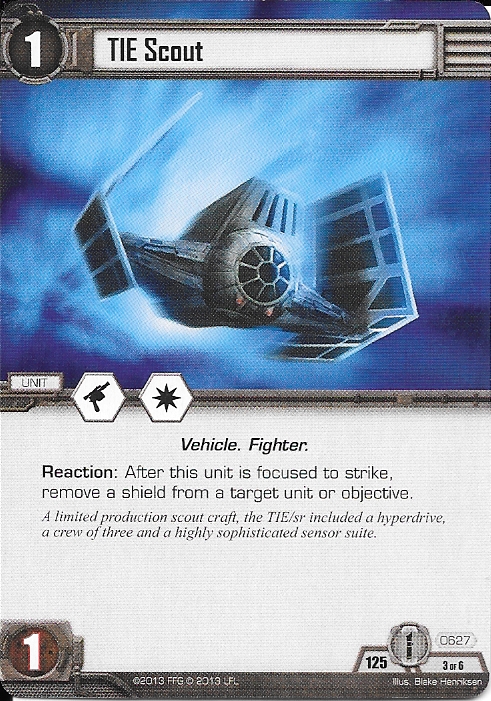 1
TIE Scout
UNIT
Vehicle. Fighter.
Reaction: After this unit is focused to strike,
remove a shield from a target unit or objective.
A limited production scout craft, the TIE/sr included a hyperdrive,
a crew of three and a highly sophisticated sensor suite.
1
0627
125
3 OF 6
©2013 FFG © 2013 LFL
Illus. Blake Henriksen